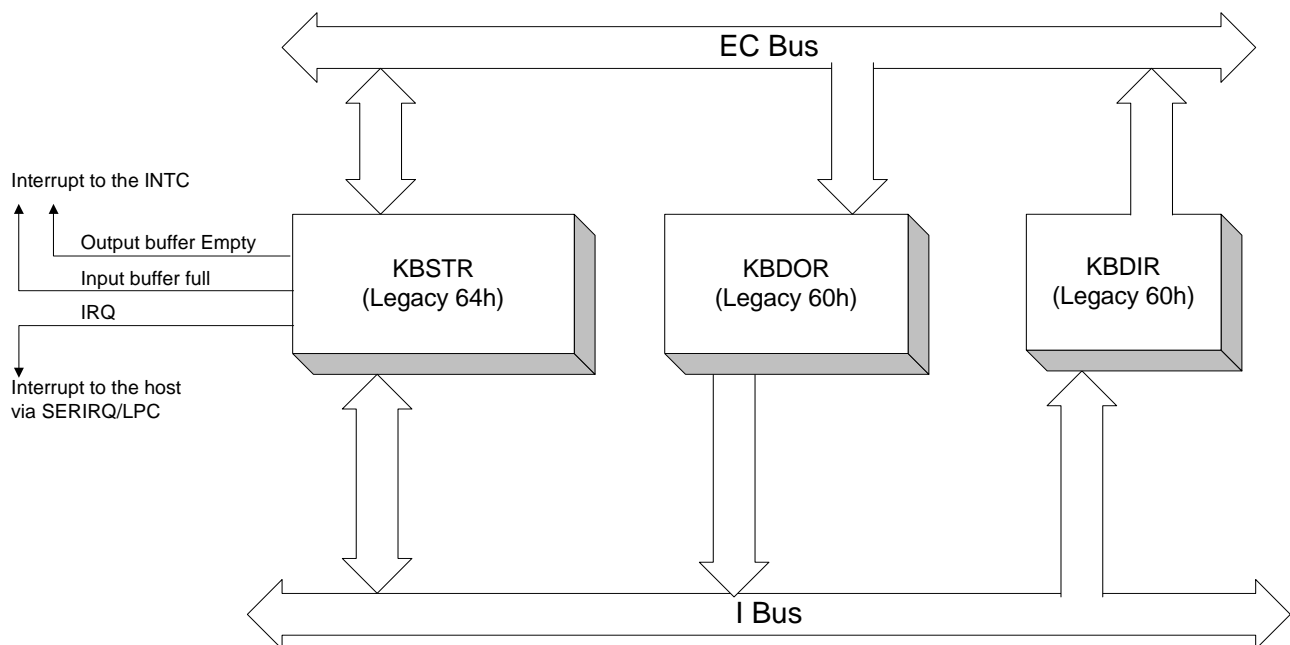 EC Bus
Interrupt to the INTC
Output buffer Empty
Input buffer full
IRQ
Interrupt to the host
via SERIRQ/LPC
KBSTR
(Legacy 64h)
KBDOR
(Legacy 60h)
KBDIR
(Legacy 60h)
I Bus